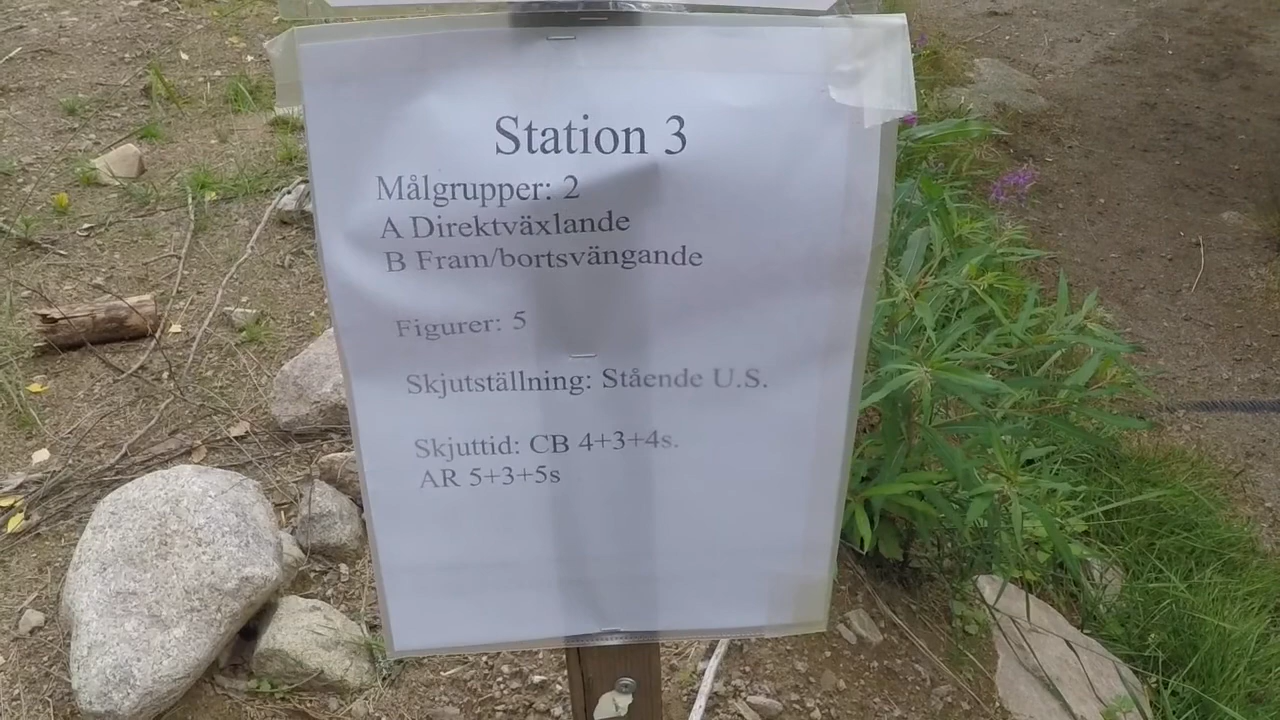 Station 3
Målgrupper: 2
A Direktväxlande
B Fram/bortsvängande
Figurer: 5
Skjutställning: Stående U.S.
Skjuttid: CB 4+3+4s.
AR 5+3+5s